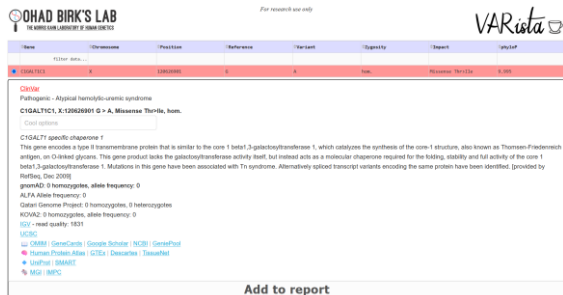 OHAD BIRK'S LAB
THE MORRIS KAHN LABORATORY OF HUMAN GENETICS
For research use only
VARista
Gene Chromosome Position Reference Variant Zygosity Impact phyloP
filter data...
C1GALT1C1 X 120626901 G A hom. Missense Thr>Ile
ClinVar
Pathogenic - Atypical hemolytic-uremic syndrome
C1GALT1C1, X:120626901 G > A, Missense Thr>Ile, hom.
Cool options
C1GALT1 specific chaperone 1
This gene encodes a type II transmembrane protein that is similar to the core 1 beta1,3-galactosyltransferase 1, which catalyzes the synthesis of the core-1 structure, also known as Thomsen-Friedenreich
antigen, on O-linked glycans. This gene product lacks the galactosyltransferase activity itself, but instead acts as a molecular chaperone required for the folding, stability and full activity of the core 1
beta1,3-galactosyltransferase 1. Mutations in this gene have been associated with Tn syndrome. Alternatively spliced transcript variants encoding the same protein have been identified. [provided by
RefSeq, Dec 2009]
gnomAD: 0 homozygotes, allele frequency: 0
ALFA Allele frequency: 0
Qatari Genome Project: 0 homozygotes, 0 heterozygotes
KOVA2: 0 homozygotes, allele frequency: 0
IGV - read quality: 1831
UCSC
OMIM | GeneCards | Google Scholar | NCBI | GeniePool
Human Protein Atlas | GTEx | Descartes | TissueNet
UniProt | SMART
MGI | IMPC
Add to report